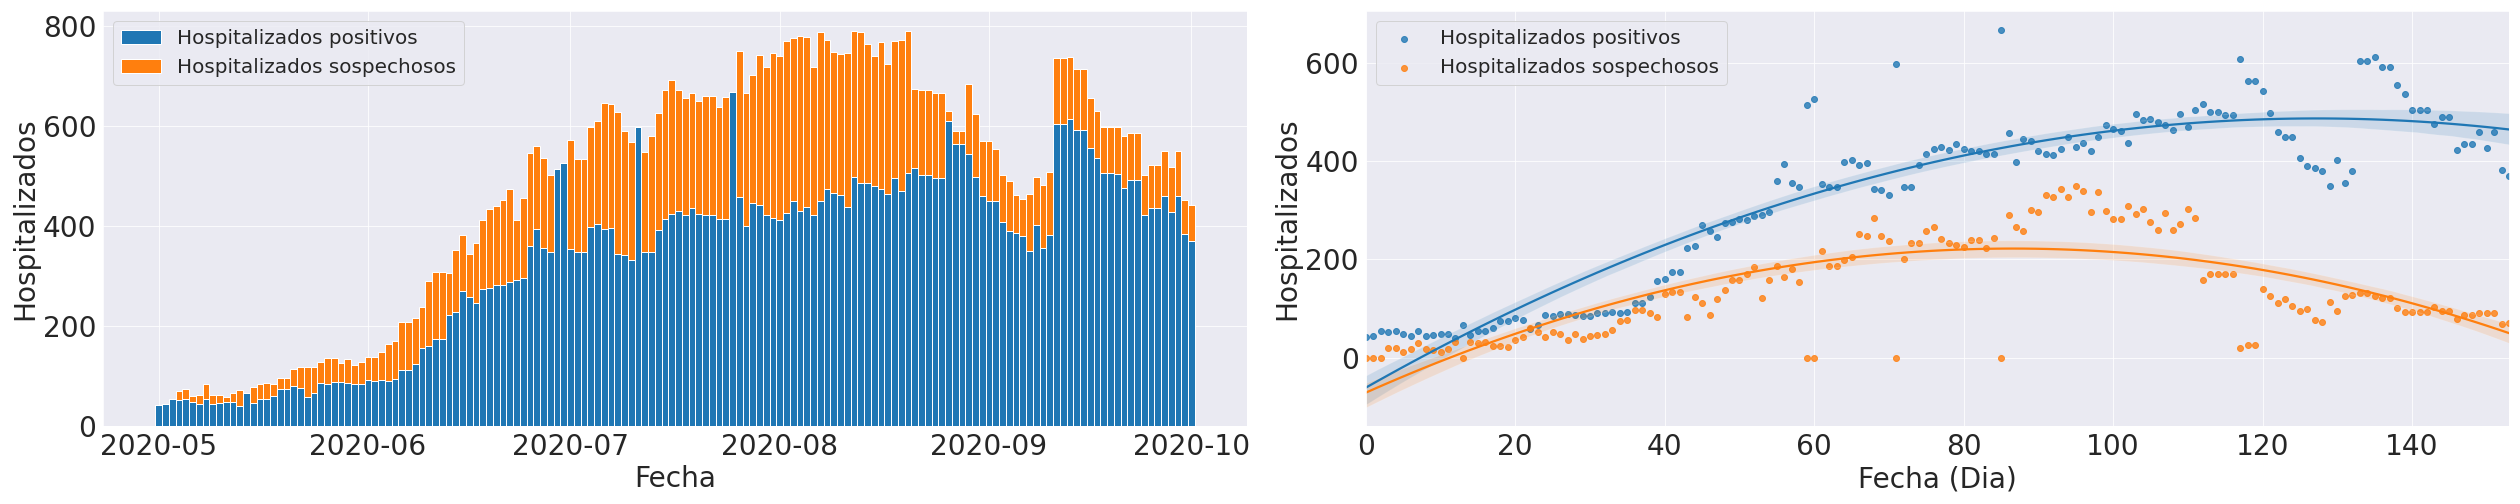 Hospitalizados
800
600
400
200
0
Hospitalizados positivos
Hospitalizados sospechosos
2020-05 2020-06 2020-07 2020-08 2020-09 2020-10
Fecha
Hospitalizados
600
400
200
0
Hospitalizados positivos
Hospitalizados sospechosos
0 20 40 60 80 100 120 140
Fecha (Dia)